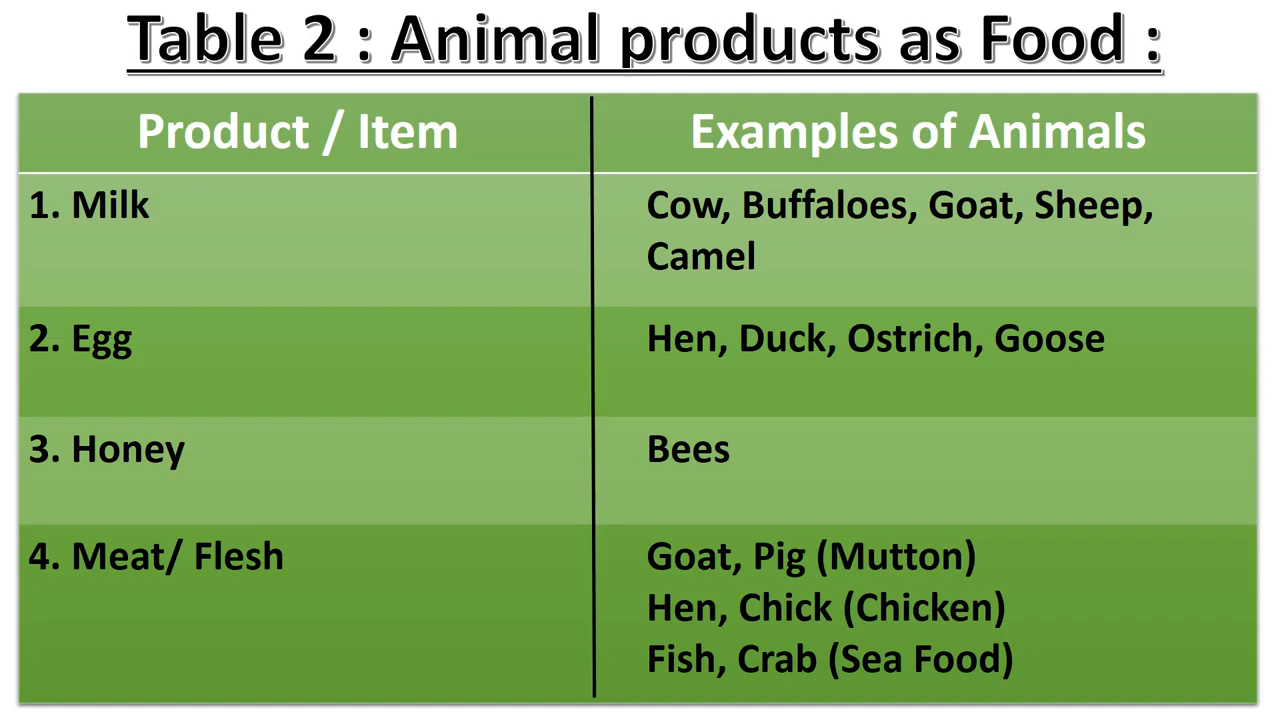 Table 2 : Animal products as Food :
Product / Item
Examples of Animals
1. Milk
Cow, Buffaloes, Goat, Sheep,
Camel
2. Egg
Hen, Duck, Ostrich, Goose
3. Honey
Bees
4. Meat/ Flesh
Goat, Pig (Mutton)
Hen, Chick (Chicken)
Fish, Crab (Sea Food)